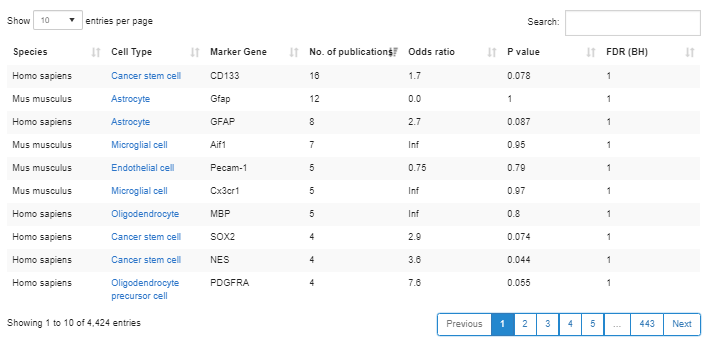 Show 10 entries per page Search:
Species Cell Type Marker Gene No. of publications Odds ratio P value FDR (BH)
Homo sapiens Cancer stem cell CD133 16 1.7 0.078 1
Mus musculus Astrocyte Gfap 12 0.0 1 1
Homo sapiens Astrocyte GFAP 8 2.7 0.087 1
Mus musculus Microglial cell Aif1 7 Inf 0.95 1
Mus musculus Endothelial cell Pecam-1 5 0.75 0.79 1
Mus musculus Microglial cell Cx3cr1 5 Inf 0.97 1
Homo sapiens Oligodendrocyte MBP 5 Inf 0.8 1
Homo sapiens Cancer stem cell SOX2 4 2.9 0.074 1
Homo sapiens Cancer stem cell NES 4 3.6 0.044 1
Homo sapiens Oligodendrocyte PDGFRA 4 7.6 0.055 1
precursor cell
Showing 1 to 10 of 4,424 entries Previous 1 2 3 4 5 ... 443 Next